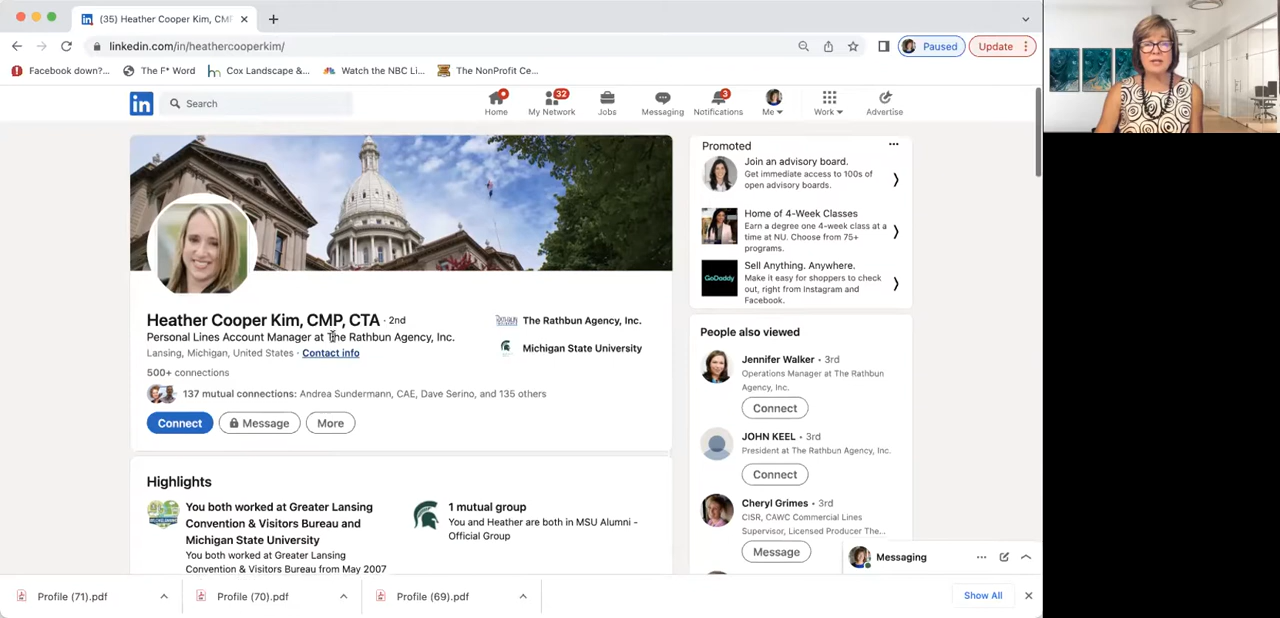 (35) Heather Cooper Kim, CMP
linkedin.com/in/heathercooperkim/
Paused
Update
Facebook down?...
The F* Word
Cox Landscape &...
Watch the NBC Li...
The NonProfit Ce...
in
Search
Home
My Network
32
Jobs
Messaging
Notifications
3
Me
Work
Advertise
Heather Cooper Kim, CMP, CTA · 2nd
Personal Lines Account Manager at The Rathbun Agency, Inc.
Lansing, Michigan, United States · Contact info
500+ connections
137 mutual connections: Andrea Sundermann, CAE, Dave Serino, and 135 others
Connect
Message
More
The Rathbun Agency, Inc.
Michigan State University
Highlights
You both worked at Greater Lansing
Convention & Visitors Bureau and
Michigan State University
You both worked at Greater Lansing
Convention & Visitors Bureau from May 2007
1 mutual group
You and Heather are both in MSU Alumni -
Official Group
Promoted
Join an advisory board.
Get immediate access to 100s of
open advisory boards.
Home of 4-Week Classes
Earn a degree one 4-week class at a
time at NU. Choose from 75+
programs.
GoDaddy
Sell Anything. Anywhere.
Make it easy for shoppers to check
out, right from Instagram and
Facebook.
People also viewed
Jennifer Walker · 3rd
Operations Manager at The Rathbun
Agency, Inc.
Connect
JOHN KEEL · 3rd
President at The Rathbun Agency, Inc.
Connect
Cheryl Grimes · 3rd
CISR, CAWC Commercial Lines
Supervisor, Licensed Producer The...
Message
Messaging
Profile (71).pdf
Profile (70).pdf
Profile (69).pdf
Show All